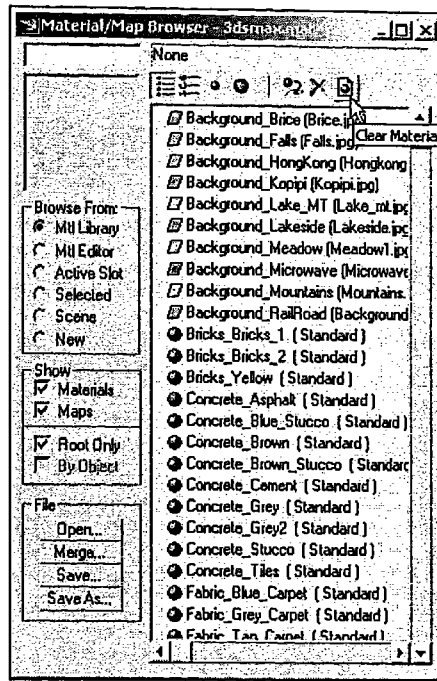 Material/Map Browser - 3dsmax.mat
None
Clear Material
Browse From:
Mtl Library
Mtl Editor
Active Slot
Selected
Scene
New
Show
Materials
Maps
Root Only
By Object
File
Open...
Merge...
Save...
Save As...
Background_Brice (Brice.jp
Background_Falls (Falls.jpg)
Background_HongKong (Hongkong
Background_Kopipi (Kopipi.jpg)
Background_Lake_MT (Lake_mt.jpg
Background_Lakeside (Lakeside.jpg
Background_Meadow (Meadow1.jpg
Background_Microwave (Microwave
Background_Mountains (Mountains.
Background_RailRoad (Background
Bricks_Bricks_1 ( Standard )
Bricks_Bricks_2 ( Standard )
Bricks_Yellow ( Standard )
Concrete_Asphalt ( Standard )
Concrete_Blue_Stucco ( Standard )
Concrete_Brown ( Standard )
Concrete_Brown_Stucco ( Standard
Concrete_Cement ( Standard )
Concrete_Grey ( Standard )
Concrete_Grey2 ( Standard )
Concrete_Stucco ( Standard )
Concrete_Tiles ( Standard )
Fabric_Blue_Carpet ( Standard )
Fabric_Grey_Carpet ( Standard )
Fabric_Tan_Carpet ( Standard )